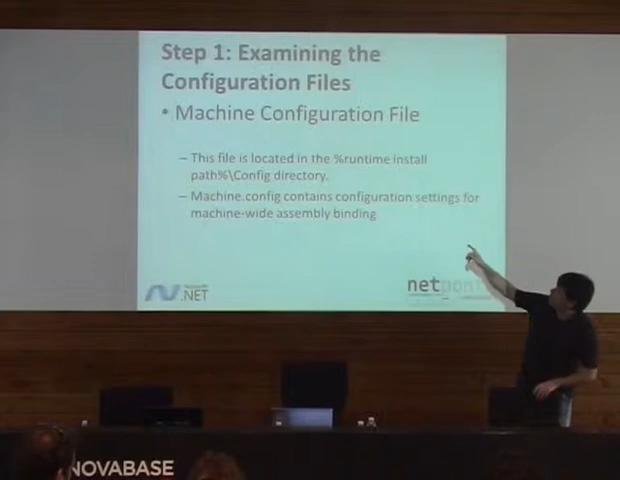 Step 1: Examining the
Configuration Files
• Machine Configuration File
– This file is located in the %runtime install
path%\Config directory.
– Machine.config contains configuration settings for
machine-wide assembly binding
.NET
netponto
NOVABASE